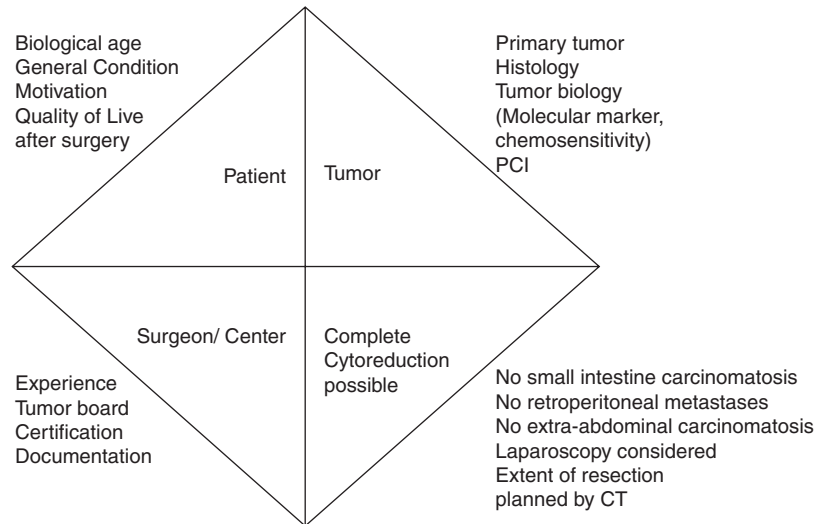 Biological age
General Condition
Motivation
Quality of Live
after surgery
Primary tumor
Histology
Tumor biology
(Molecular marker,
chemosensitivity)
PCI
Patient
Tumor
Surgeon/ Center
Complete
Cytoreduction
possible
Experience
Tumor board
Certification
Documentation
No small intestine carcinomatosis
No retroperitoneal metastases
No extra-abdominal carcinomatosis
Laparoscopy considered
Extent of resection
planned by CT